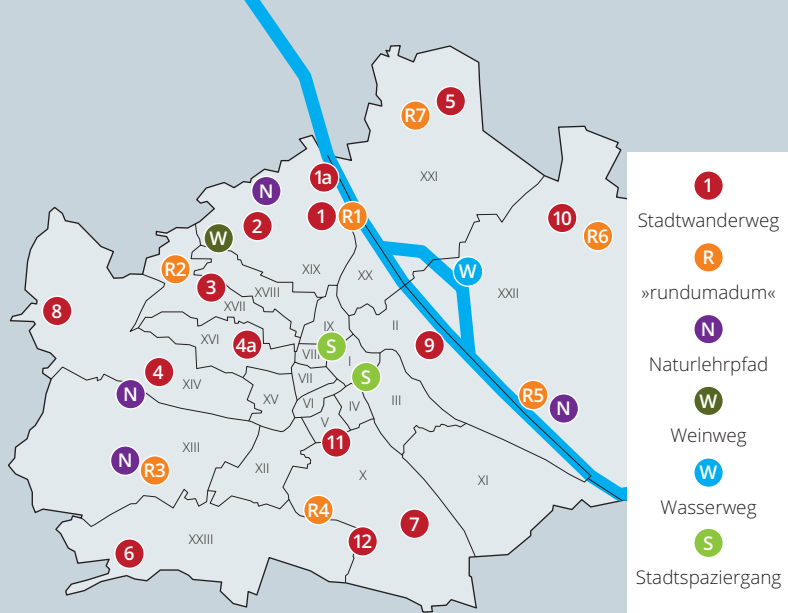 5
R7
1a
XXI
N
1
R1
10
2
W
R6
R2
XIX
XX
W
3
XVIII
XXII
XVII
8
IX
II
XVI
4a
S
9
VIII
I
4
XIV
VII
S
N
XV
VI
IV
III
R5
N
V
11
XIII
N
R3
XII
X
XI
R4
7
XXIII
12
6
1
Stadtwanderweg
R
»rundumadum«
N
Naturlehrpfad
W
Weinweg
W
Wasserweg
S
Stadtspaziergang